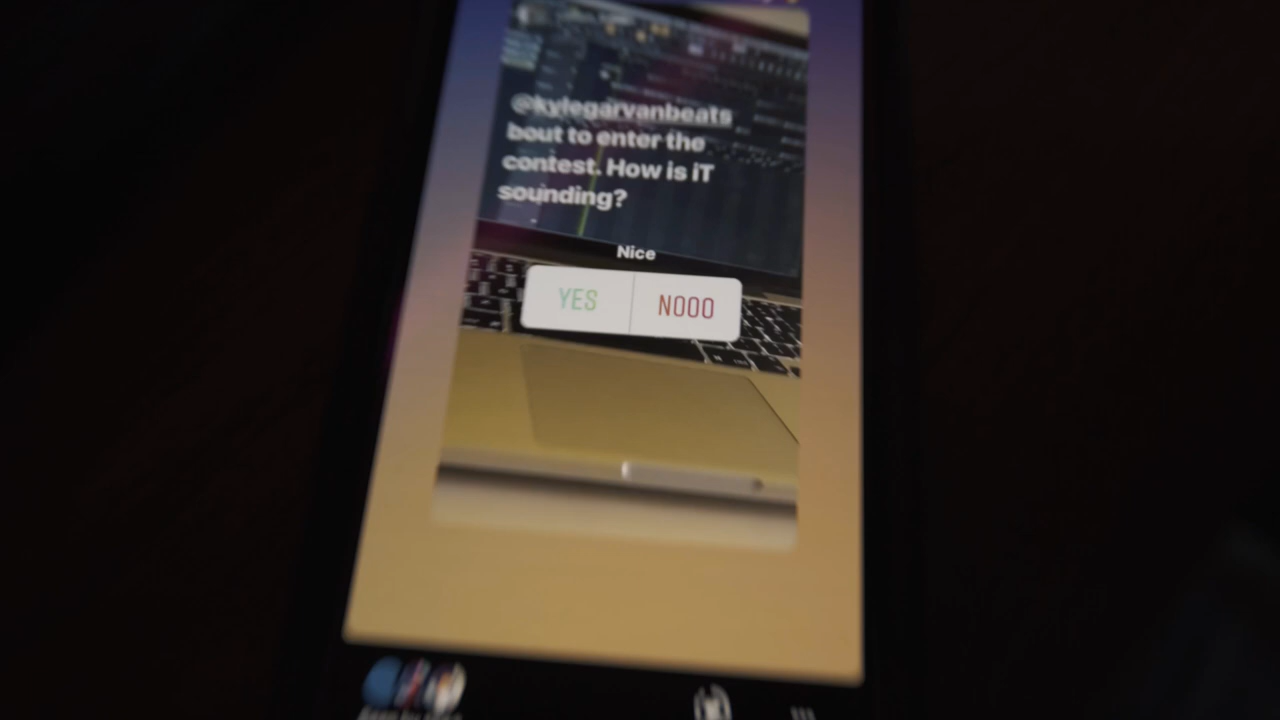 @kylegarvanbeats
bout to enter the
contest. How is iT
sounding?
Nice
YES
NOOO